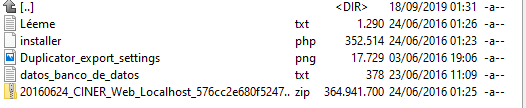 [..] <DIR> 18/09/2019 01:31 -a--
Léeme txt 1.290 24/06/2016 01:26 -a--
installer php 352.514 24/06/2016 01:23 -a--
Duplicator_export_settings png 17.729 03/06/2016 19:06 -a--
datos_banco_de_datos txt 378 23/06/2016 11:09 -a--
20160624_CINER_Web_Localhost_576cc2e680f5247.. zip 364.941.700 24/06/2016 01:25 -a--